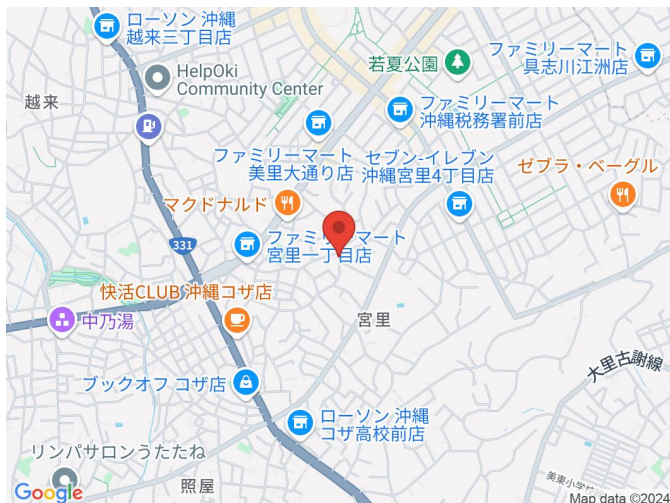 ローソン 沖縄
越来三丁目店
HelpOki
Community Center
越来
若夏公園
ファミリーマート
具志川江洲店
ファミリーマート
沖縄税務署前店
ファミリーマート
美里大通り店
セブン-イレブン
沖縄宮里4丁目店
ゼブラ・ベーグル
マクドナルド
331
ファミリーマート
宮里一丁目店
快活CLUB 沖縄コザ店
中乃湯
宮里
大里古謝線
ブックオフ コザ店
ローソン 沖縄
コザ高校前店
リンパサロンうたたね
照屋
美東小学校
Google
Map data ©2024